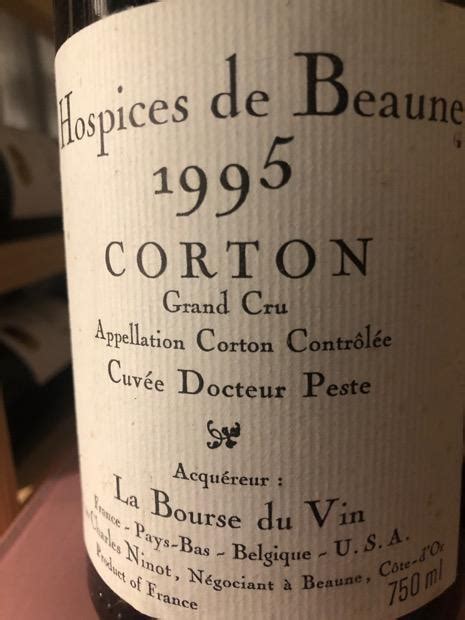 Hospices de Beaune
1995
CORTON
Grand Cru
Appellation Corton Contrôlée
Cuvée Docteur Peste
Acquéreur :
La Bourse du Vin
France - Pays-Bas - Belgique - U.S.A.
Charles Ninot, Négociant à Beaune, Côte-d'Or
Product of France
750 ml